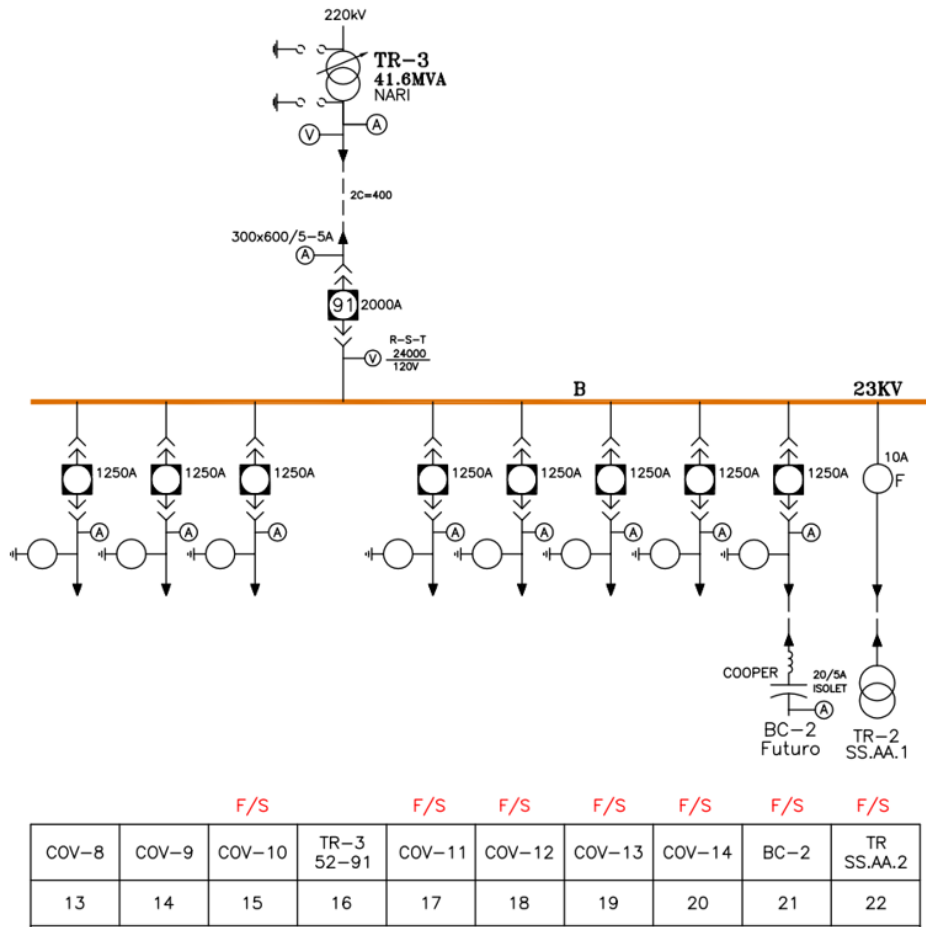 220kV
TR-3
41.6MVA
NARI
A
V
2C=400
300x600/5-5A
A
91 2000A
R-S-T
V 24000
120V
B 23KV
10A
1250A 1250A 1250A 1250A 1250A 1250A 1250A 1250A F
A A A A A A A A
COOPER 20/5A
ISOLET
A
BC-2
Futuro
TR-2
SS.AA.1
F/S F/S F/S F/S F/S F/S F/S
COV-8 COV-9 COV-10 TR-3 52-91 COV-11 COV-12 COV-13 COV-14 BC-2 TR SS.AA.2
13 14 15 16 17 18 19 20 21 22